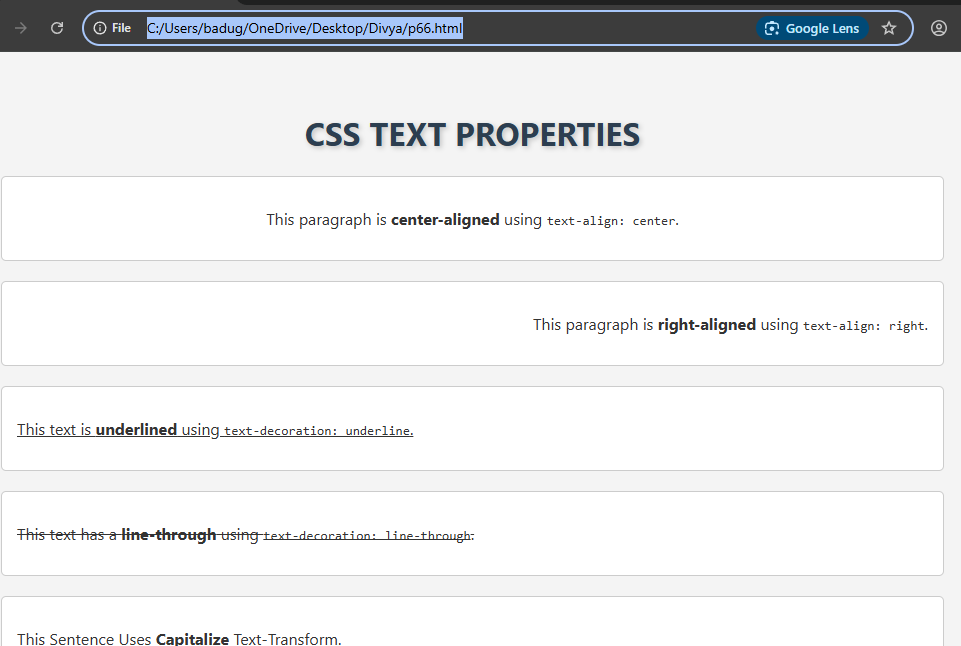 File C:/Users/badug/OneDrive/Desktop/Divya/p66.html Google Lens
CSS TEXT PROPERTIES
This paragraph is center-aligned using text-align: center.
This paragraph is right-aligned using text-align: right.
This text is underlined using text-decoration: underline.
This text has a line-through using text-decoration: line-through.
This Sentence Uses Capitalize Text-Transform.